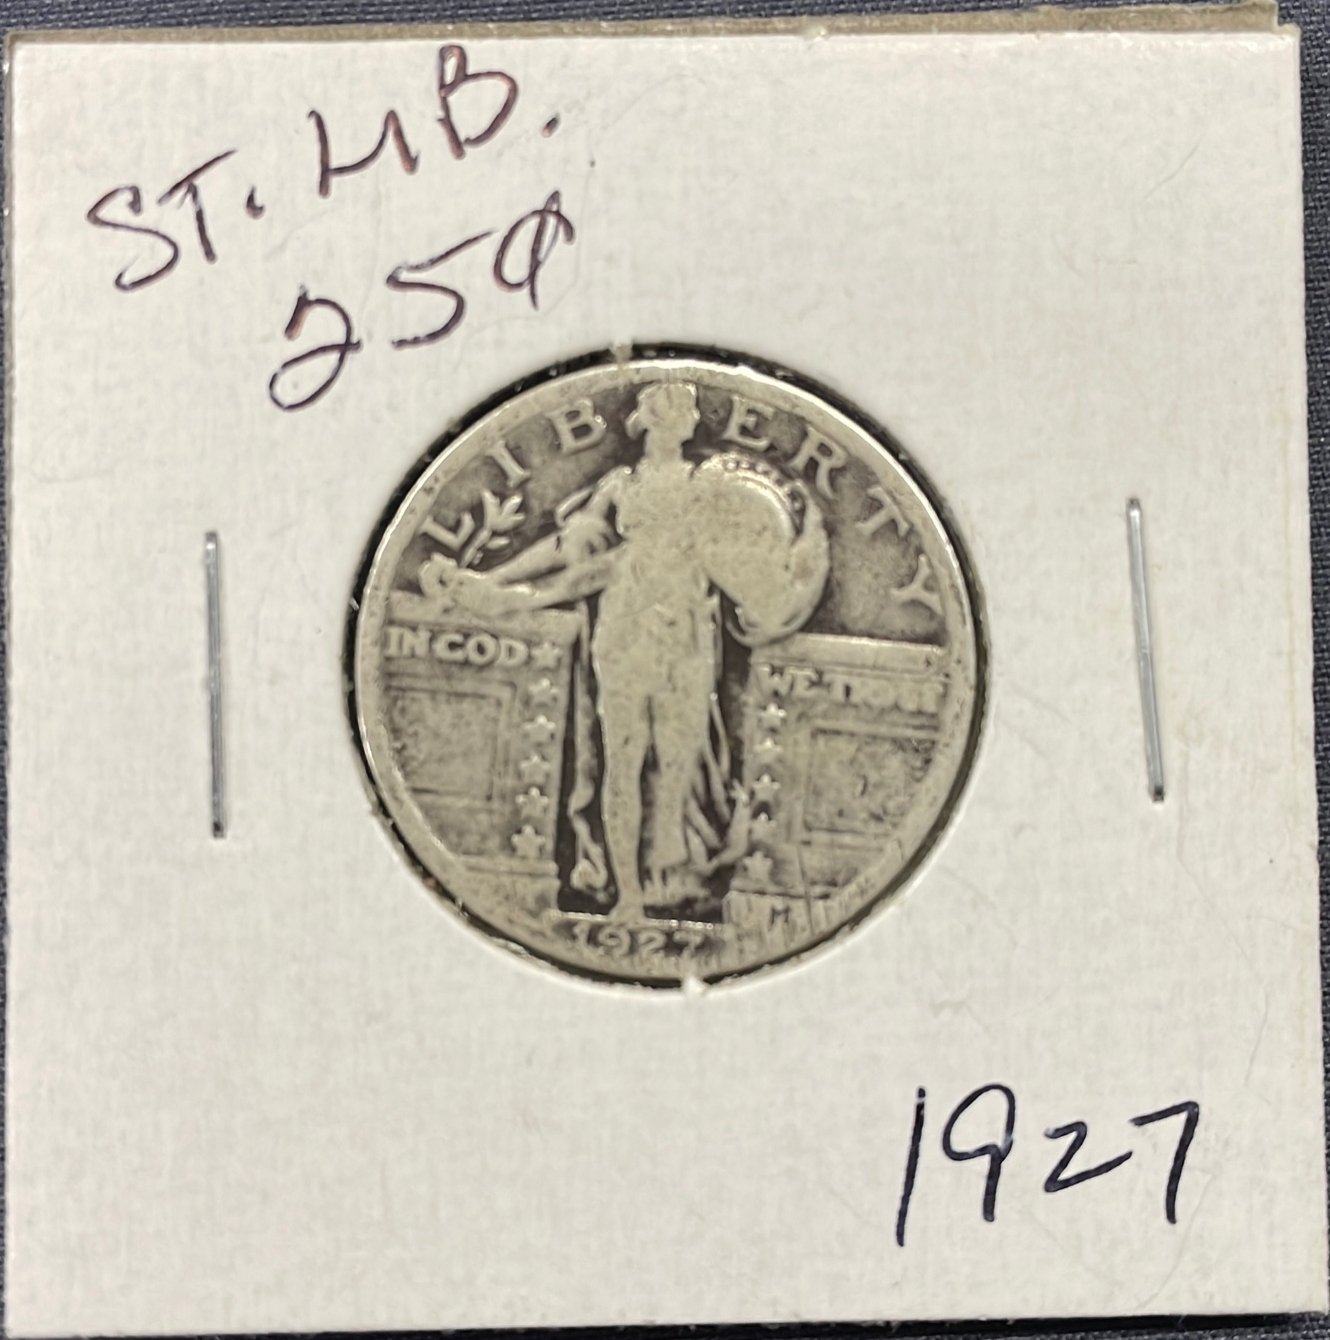 ST. LIB.
25¢
LIBERTY
IN GOD WE TRUST
M
1927
1927